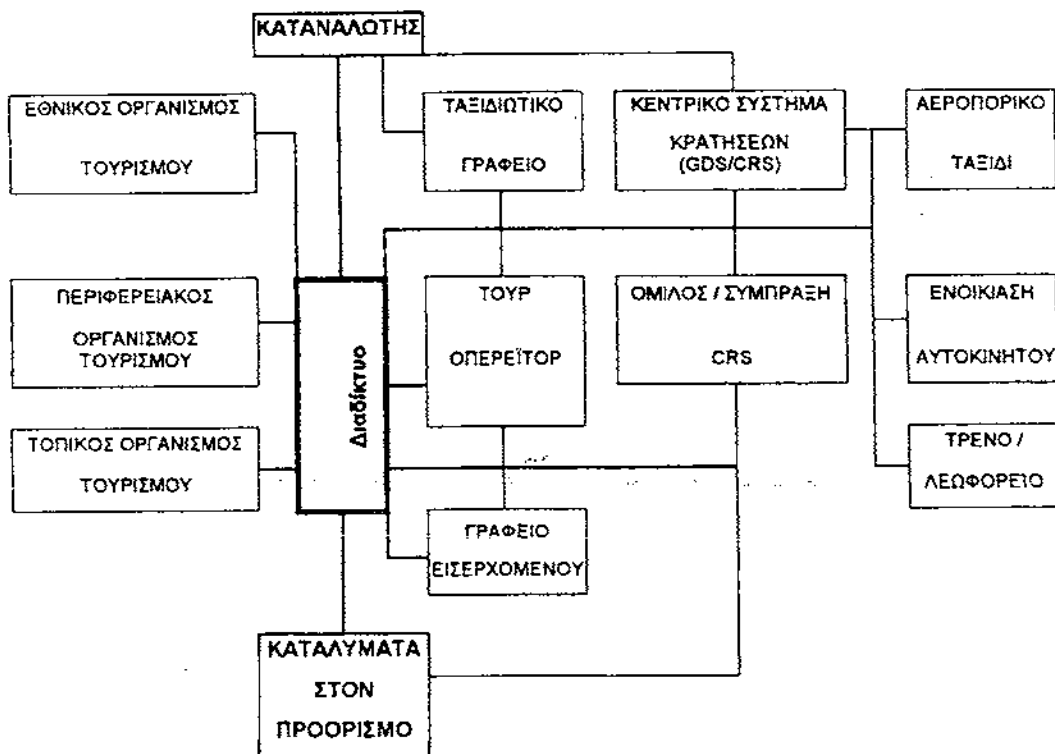 ΚΑΤΑΝΑΛΩΤΗΣ
ΕΘΝΙΚΟΣ ΟΡΓΑΝΙΣΜΟΣ
ΤΟΥΡΙΣΜΟΥ
ΤΑΞΙΔΙΩΤΙΚΟ
ΓΡΑΦΕΙΟ
ΚΕΝΤΡΙΚΟ ΣΥΣΤΗΜΑ
ΚΡΑΤΗΣΕΩΝ
(GDS/CRS)
ΑΕΡΟΠΟΡΙΚΟ
ΤΑΞΙΔΙ
ΠΕΡΙΦΕΡΕΙΑΚΟΣ
ΟΡΓΑΝΙΣΜΟΣ
ΤΟΥΡΙΣΜΟΥ
Διαδίκτυο
ΤΟΥΡ
ΟΠΕΡΕΪΤΟΡ
ΟΜΙΛΟΣ / ΣΥΜΠΡΑΞΗ
CRS
ΕΝΟΙΚΙΑΣΗ
ΑΥΤΟΚΙΝΗΤΟΥ
ΤΟΠΙΚΟΣ ΟΡΓΑΝΙΣΜΟΣ
ΤΟΥΡΙΣΜΟΥ
ΤΡΕΝΟ /
ΛΕΩΦΟΡΕΙΟ
ΓΡΑΦΕΙΟ
ΕΙΣΕΡΧΟΜΕΝΟΥ
ΚΑΤΑΛΥΜΑΤΑ
ΣΤΟΝ
ΠΡΟΟΡΙΣΜΟ